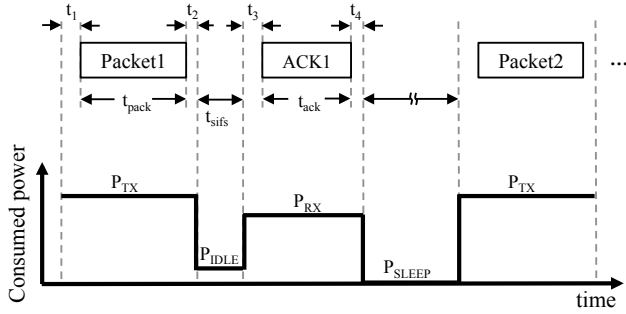 t1 t2 t3 t4
Packet1 ACK1 Packet2 ...
tpack tsifs tack
Consumed power
PTX PIDLE PRX PSLEEP PTX
time